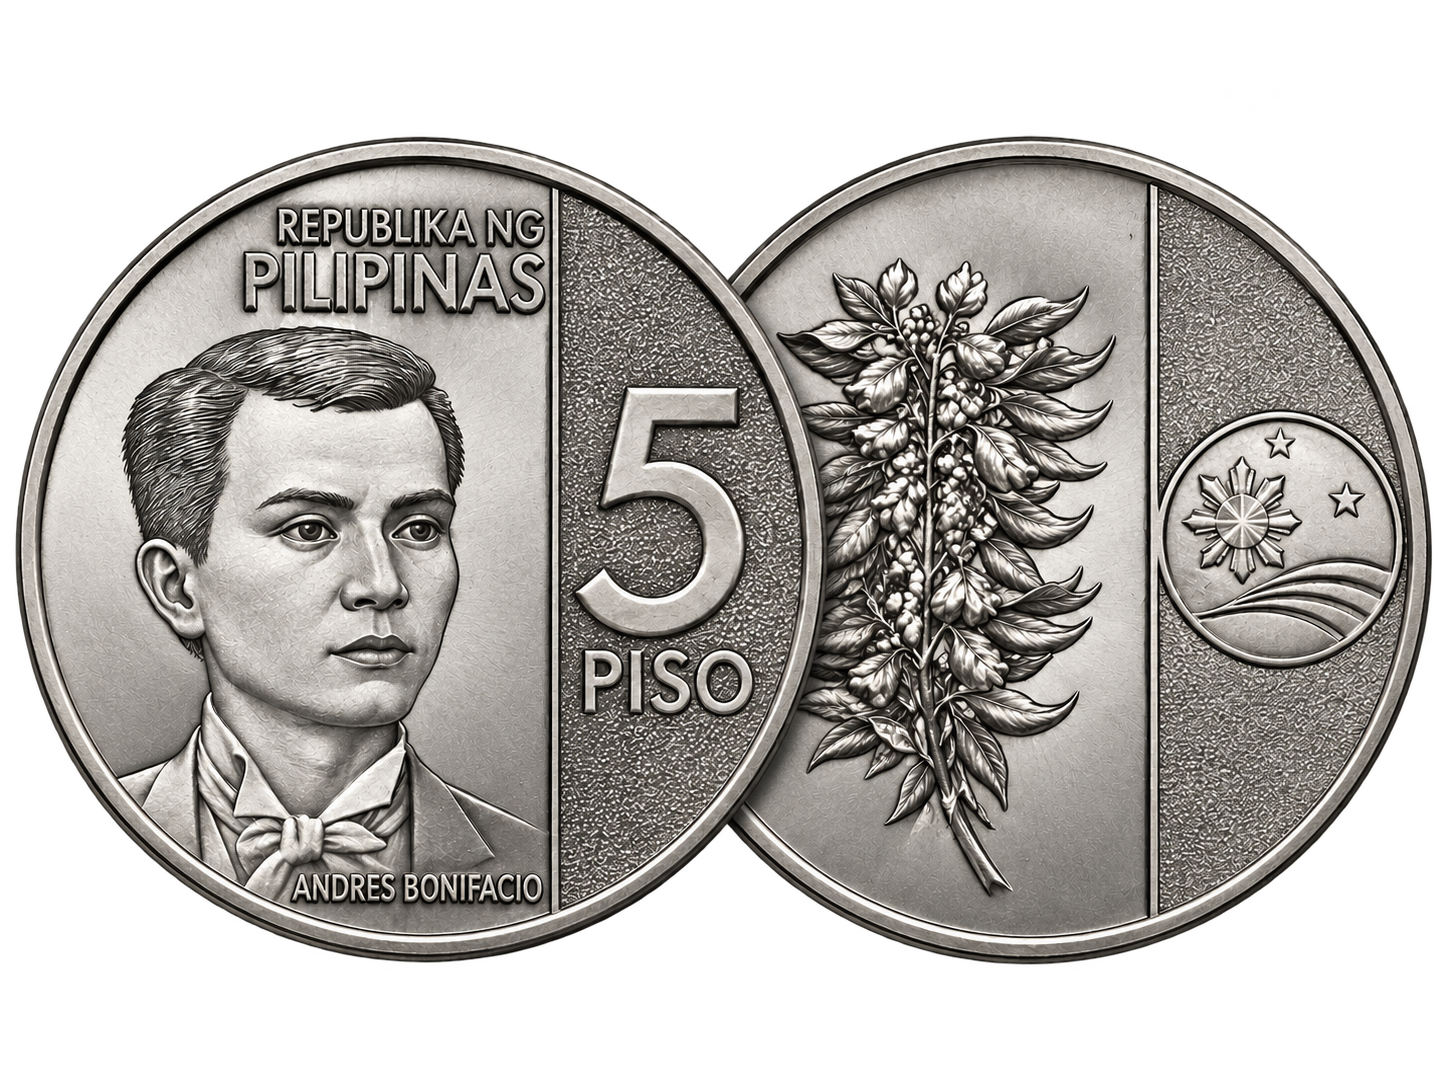 REPUBLIKA NG
PILIPINAS
5
PISO
ANDRES BONIFACIO